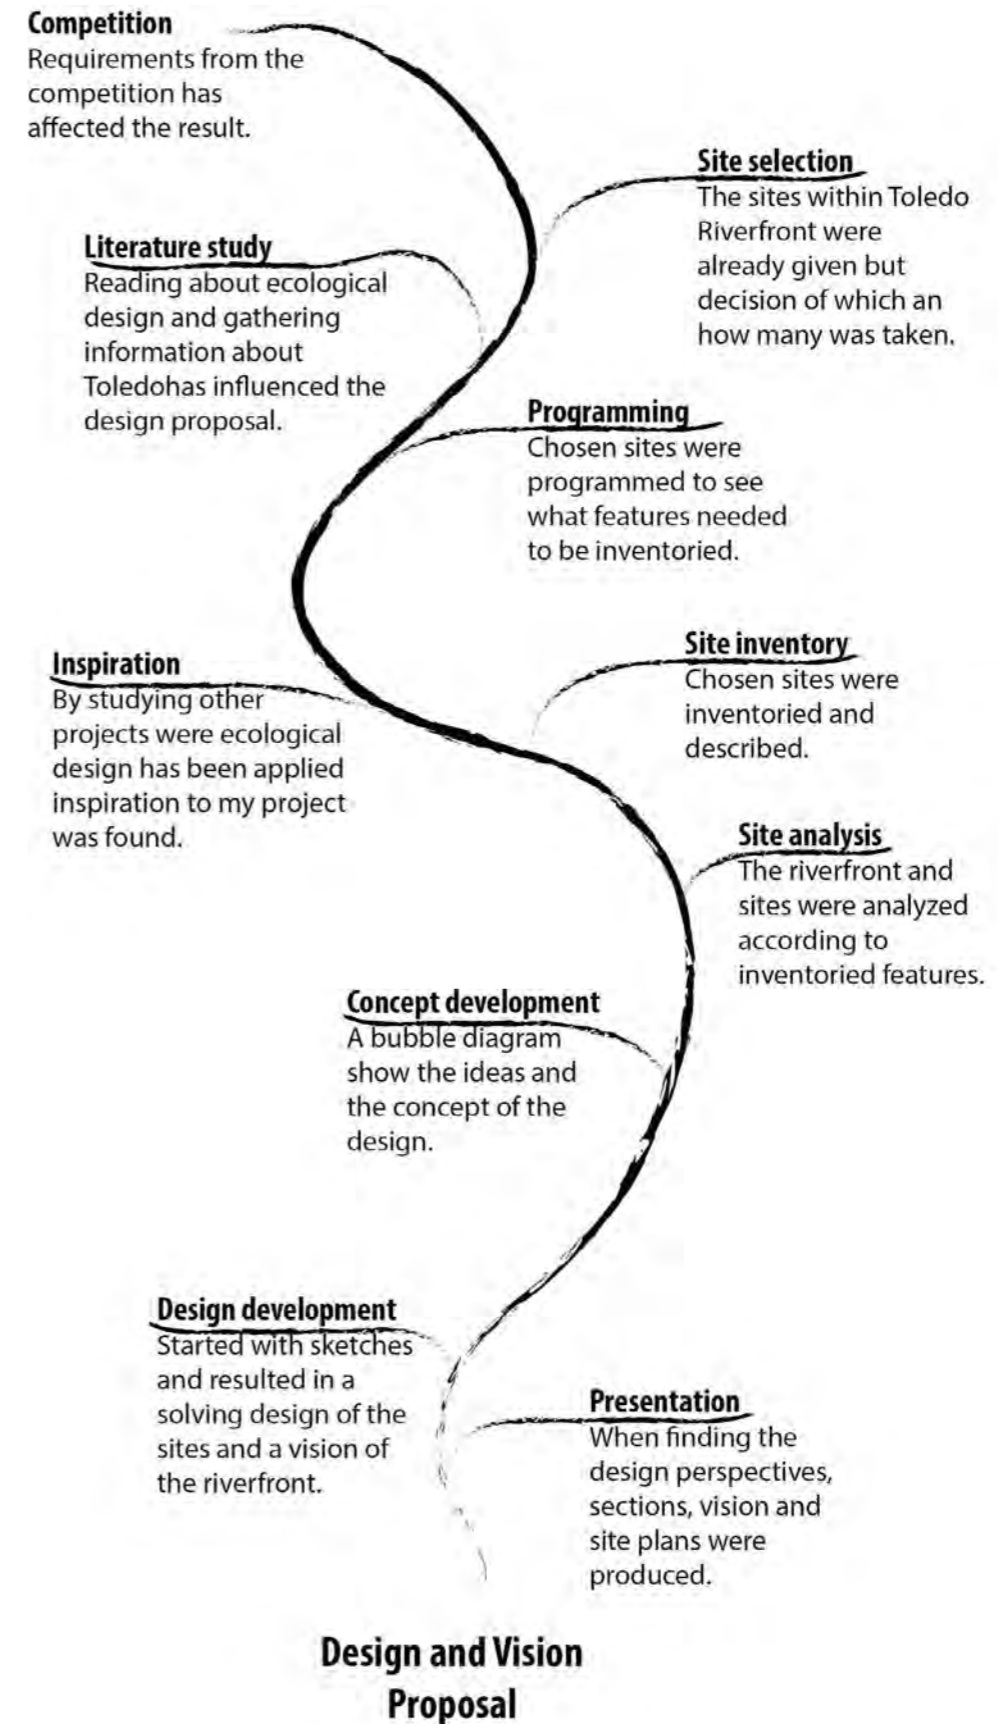 Competition
Requirements from the
competition has
affected the result.
Site selection
The sites within Toledo
Riverfront were
already given but
decision of which an
how many was taken.
Literature study
Reading about ecological
design and gathering
information about
Toledohas influenced the
design proposal.
Programming
Chosen sites were
programmed to see
what features needed
to be inventoried.
Site inventory
Chosen sites were
inventoried and
described.
Inspiration
By studying other
projects were ecological
design has been applied
inspiration to my project
was found.
Site analysis
The riverfront and
sites were analyzed
according to
inventoried features.
Concept development
A bubble diagram
show the ideas and
the concept of the
design.
Design development
Started with sketches
and resulted in a
solving design of the
sites and a vision of
the riverfront.
Presentation
When finding the
design perspectives,
sections, vision and
site plans were
produced.
Design and Vision
Proposal